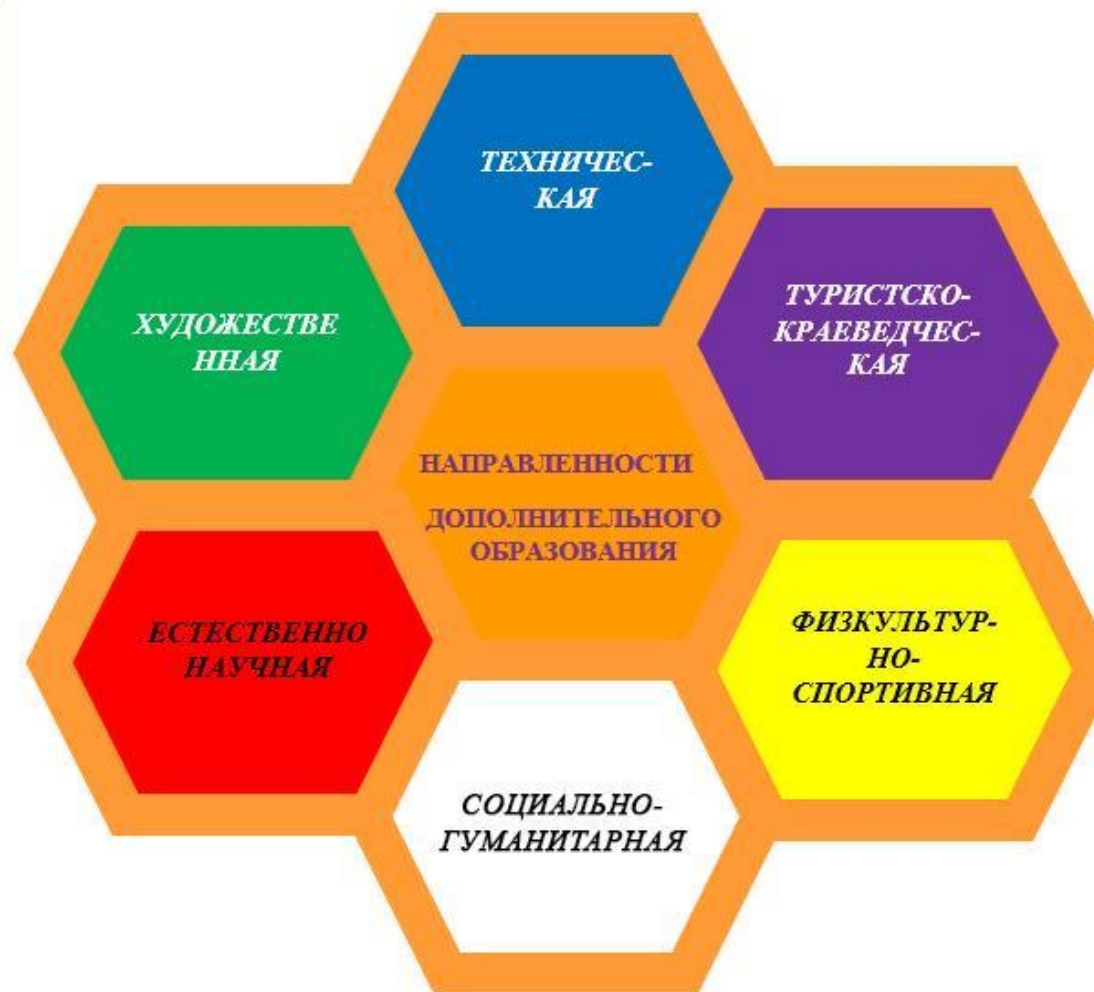 ТЕХНИЧЕС-
КАЯ
ТУРИСТСКО-
КРАЕВЕДЧЕС-
КАЯ
ХУДОЖЕСТВЕ
ННАЯ
НАПРАВЛЕННОСТИ
ДОПОЛНИТЕЛЬНОГО
ОБРАЗОВАНИЯ
ЕСТЕСТВЕННО
НАУЧНАЯ
ФИЗКУЛЬТУР-
НО-
СПОРТИВНАЯ
СОЦИАЛЬНО-
ГУМАНИТАРНАЯ